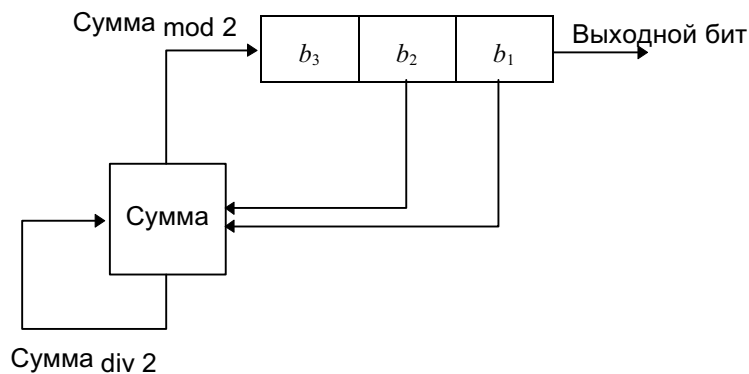 Сумма mod 2
b₃ b₂ b₁
Выходной бит
Сумма
Сумма div 2